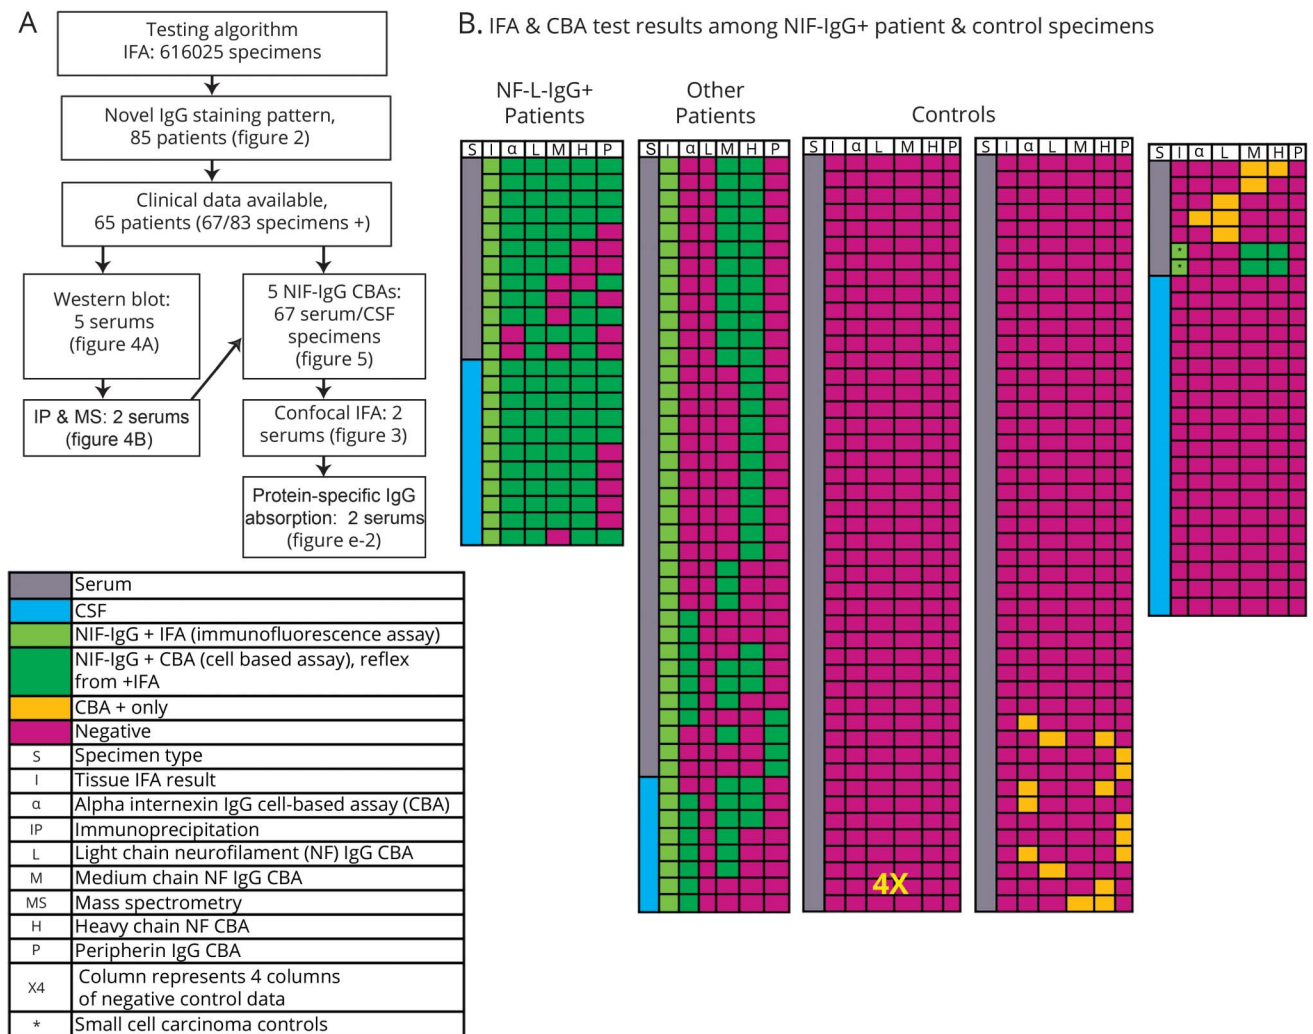 A
Testing algorithm
IFA: 616025 specimens
Novel IgG staining pattern,
85 patients (figure 2)
Clinical data available,
65 patients (67/83 specimens +)
Western blot:
5 serums
(figure 4A)
5 NIF-IgG CBAs:
67 serum/CSF
specimens
(figure 5)
IP & MS: 2 serums
(figure 4B)
Confocal IFA: 2
serums (figure 3)
Protein-specific IgG
absorption: 2 serums
(figure e-2)
Serum
CSF
NIF-IgG + IFA (immunofluorescence assay)
NIF-IgG + CBA (cell based assay), reflex
from +IFA
CBA + only
Negative
S Specimen type
I Tissue IFA result
α Alpha internexin IgG cell-based assay (CBA)
IP Immunoprecipitation
L Light chain neurofilament (NF) IgG CBA
M Medium chain NF IgG CBA
MS Mass spectrometry
H Heavy chain NF CBA
P Peripherin IgG CBA
X4 Column represents 4 columns
of negative control data
* Small cell carcinoma controls
B. IFA & CBA test results among NIF-IgG+ patient & control specimens
NF-L-IgG+
Patients
S I α L M H P
Other
Patients
S I α L M H P
Controls
S I α L M H P
4X
S I α L M H P
S I α L M H P
*
*